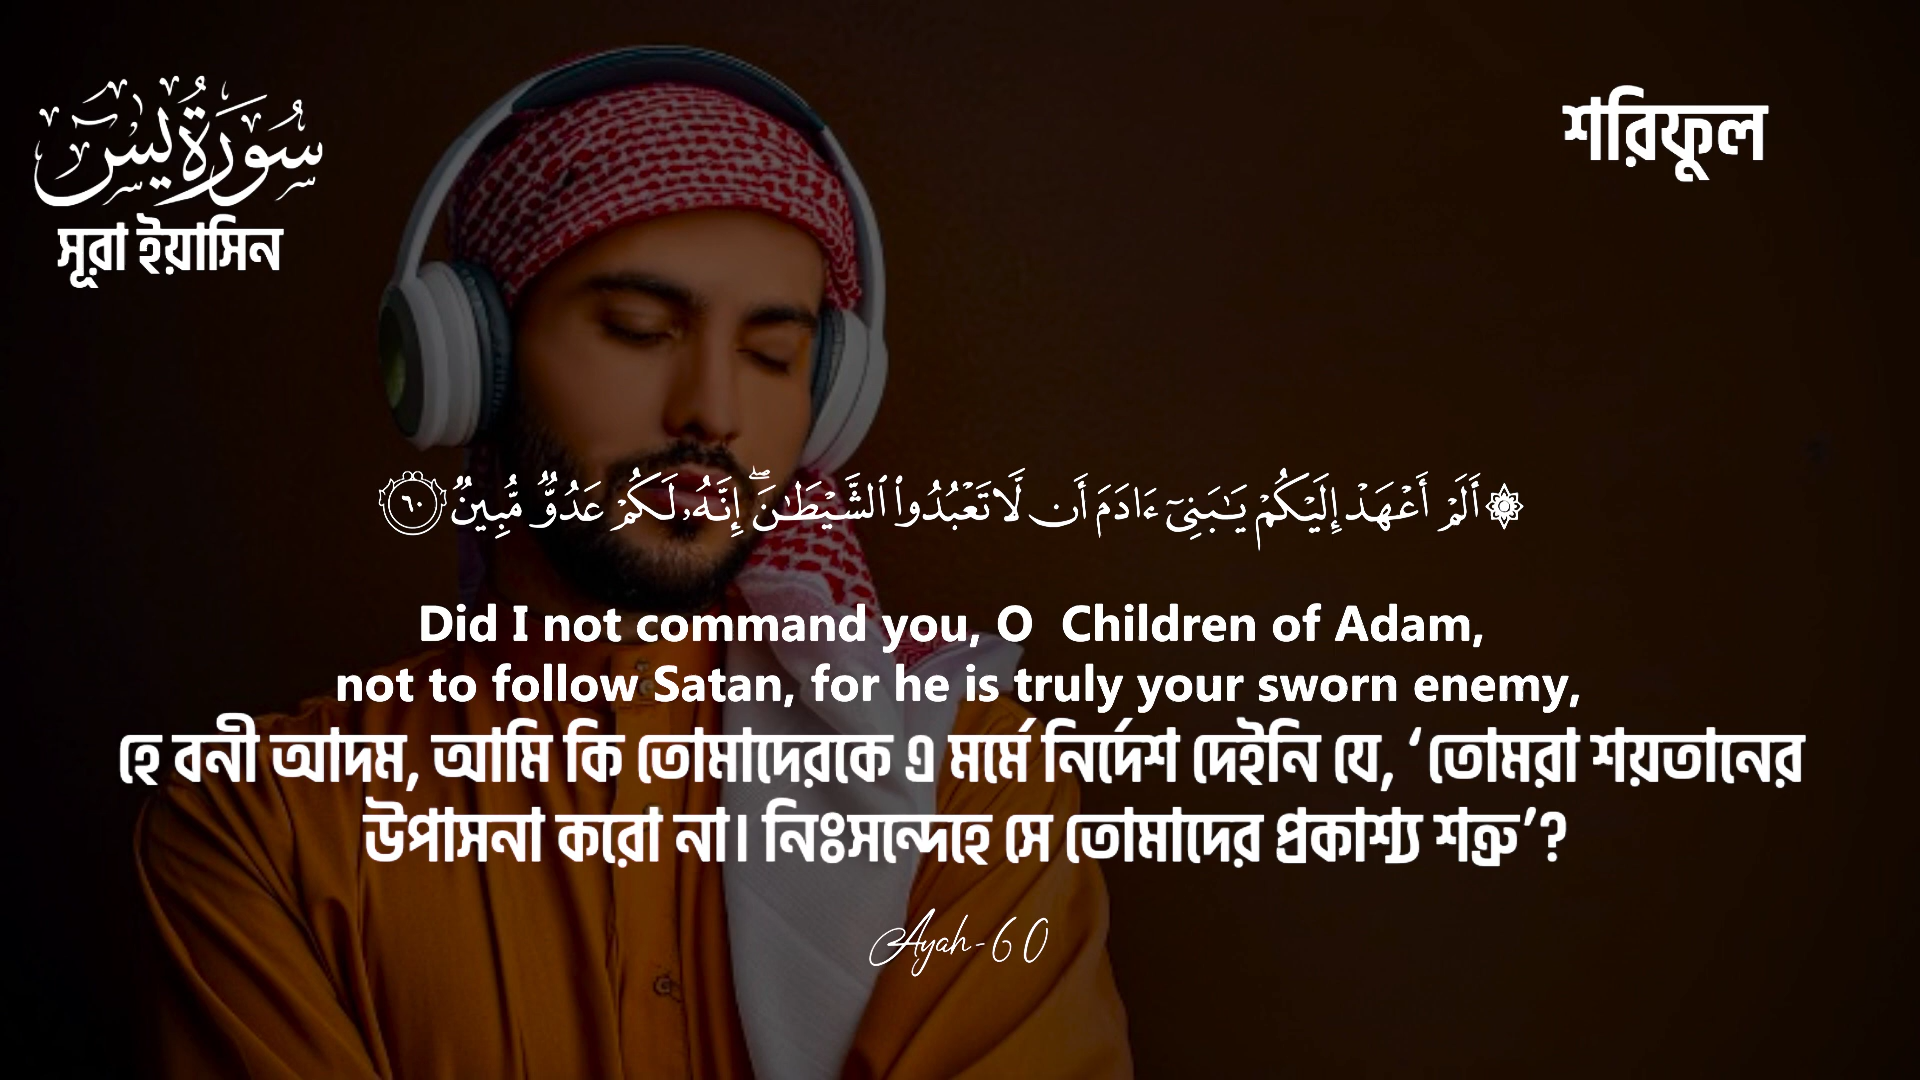 سُورَةُ يسٓ
সূরা ইয়াসিন
শরিফুল
۞ أَلَمْ أَعْهَدْ إِلَيْكُمْ يَـٰبَنِىٓ ءَادَمَ أَن لَّا تَعْبُدُوا۟ ٱلشَّيْطَـٰنَ ۖ إِنَّهُۥ لَكُمْ عَدُوٌّ مُّبِينٌ ٦٠
Did I not command you, O Children of Adam,
not to follow Satan, for he is truly your sworn enemy,
হে বনী আদম, আমি কি তোমাদেরকে এ মর্মে নির্দেশ দেইনি যে, ‘তোমরা শয়তানের
উপাসনা করো না। নিঃসন্দেহে সে তোমাদের প্রকাশ্য শত্রু’?
Ayah-60